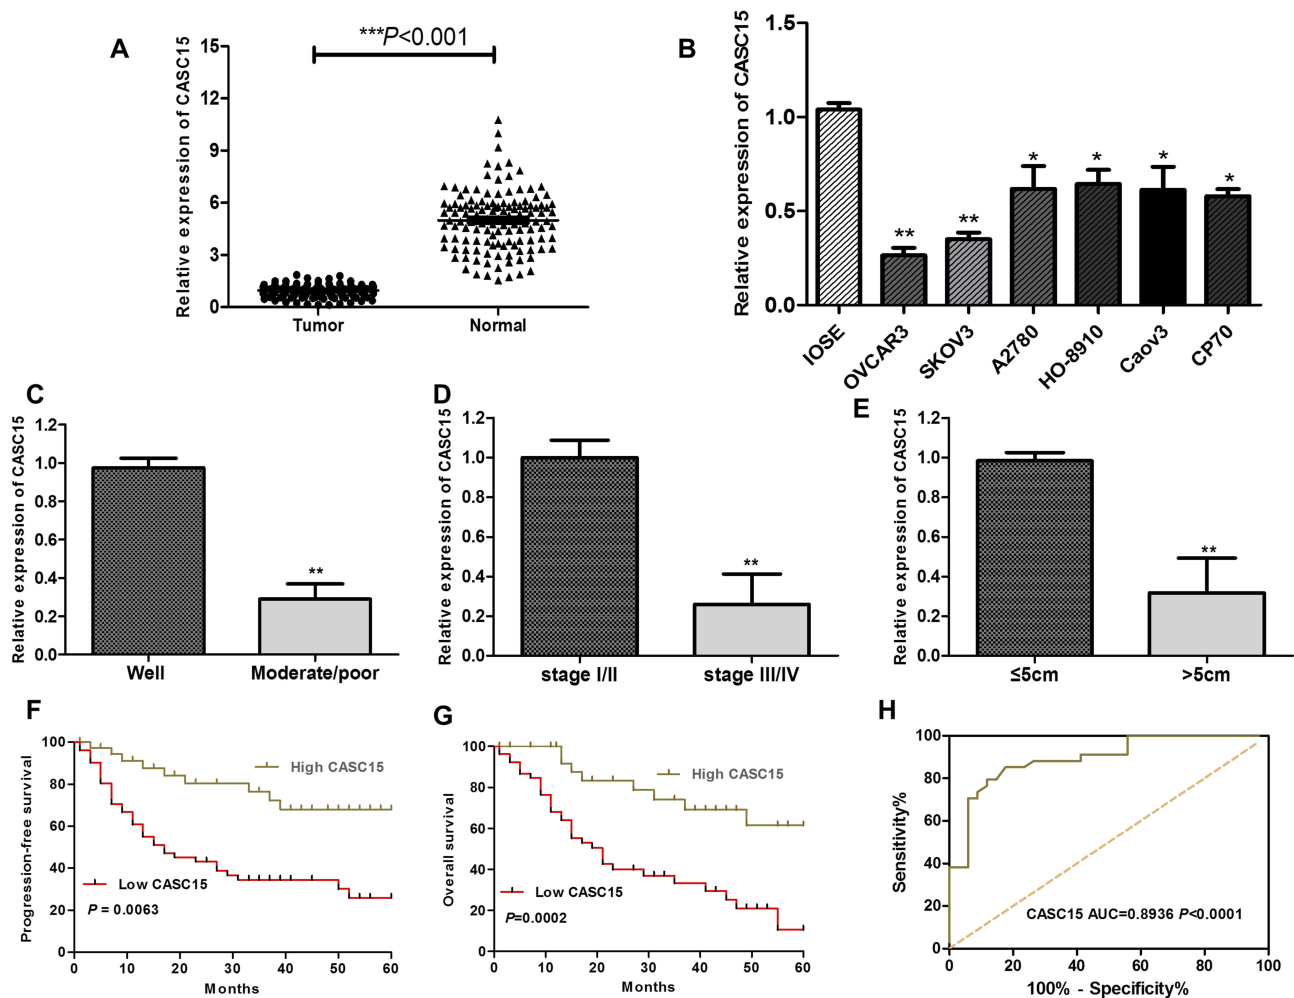 A
Relative expression of CASC15
15
12
9
6
3
0
***P<0.001
Tumor
Normal
B
Relative expression of CASC15
1.5
1.0
0.5
0.0
**
**
*
*
*
*
IOSE
OVCAR3
SKOV3
A2780
HO-8910
Caov3
CP70
C
Relative expression of CASC15
1.2
1.0
0.8
0.6
0.4
0.2
0.0
**
Well
Moderate/poor
D
Relative expression of CASC15
1.2
1.0
0.8
0.6
0.4
0.2
0.0
**
stage I/II
stage III/IV
E
Relative expression of CASC15
1.2
1.0
0.8
0.6
0.4
0.2
0.0
**
≤5cm
>5cm
F
Progression-free survival
100
80
60
40
20
0
High CASC15
Low CASC15
P = 0.0063
0 10 20 30 40 50 60
Months
G
Overall survival
100
80
60
40
20
0
High CASC15
Low CASC15
P=0.0002
0 10 20 30 40 50 60
Months
H
Sensitivity%
100
80
60
40
20
0
CASC15 AUC=0.8936 P<0.0001
0 20 40 60 80 100
100% - Specificity%